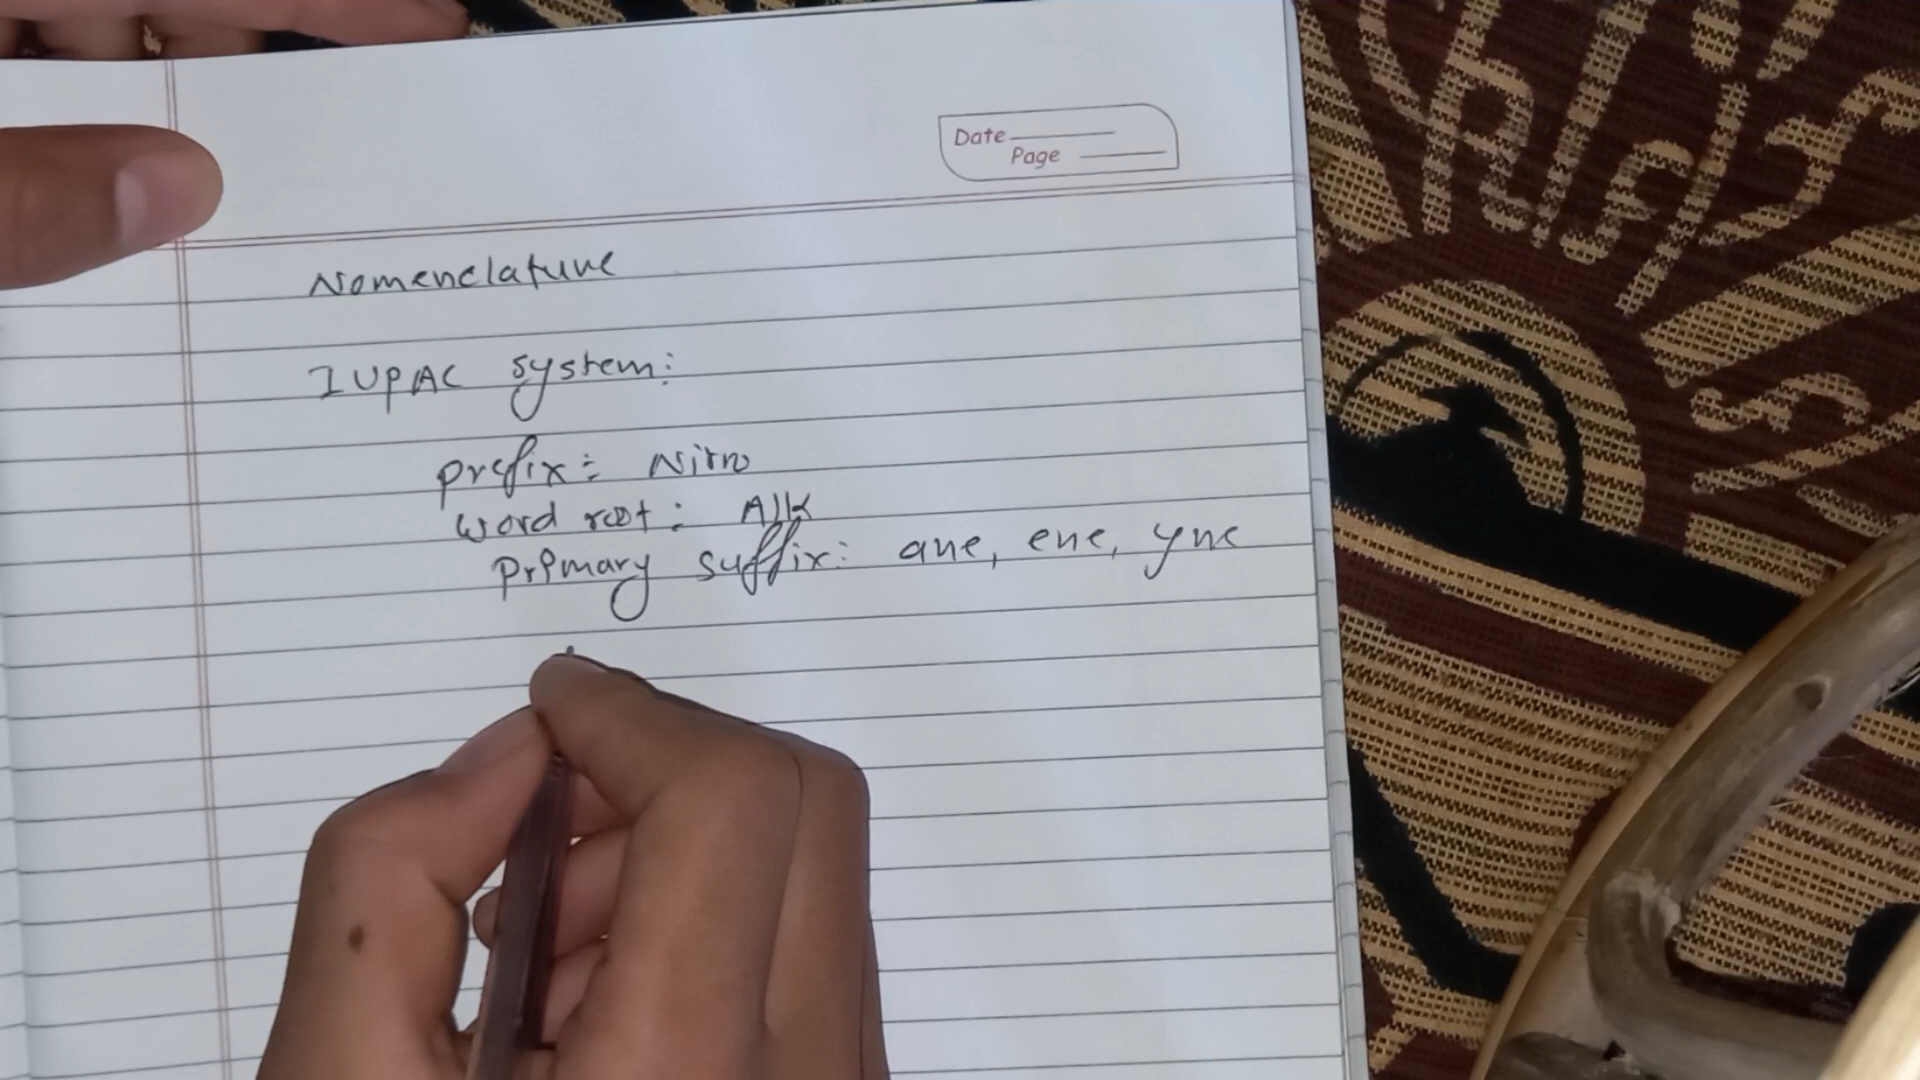 Date
Page
Nomenclature
IUPAC system:
prefix: Nitro
word root: Alk
primary suffix: ane, ene, yne